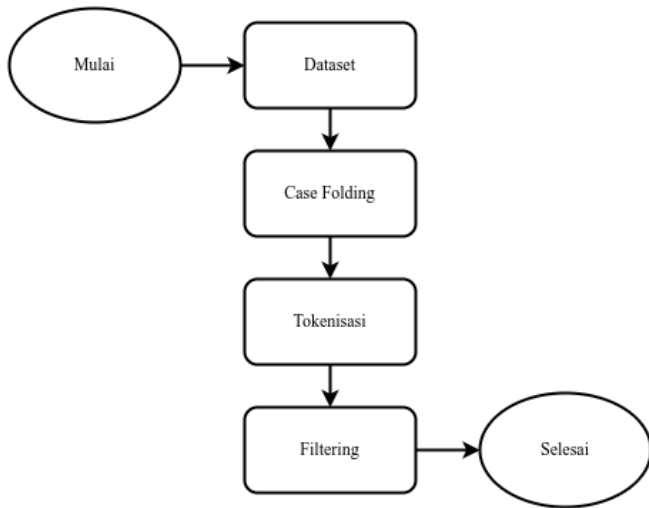 Mulai
Dataset
Case Folding
Tokenisasi
Filtering
Selesai